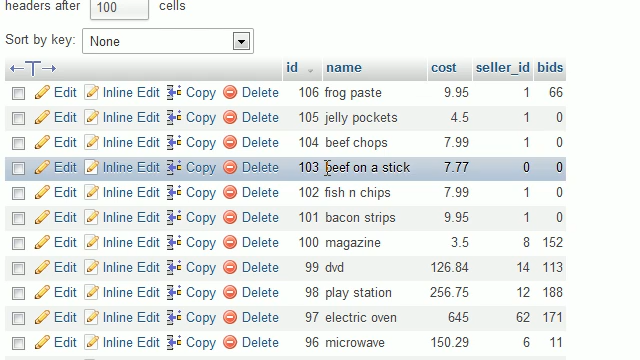 headers after 100 cells
Sort by key: None
id name cost seller_id bids
Edit Inline Edit Copy Delete 106 frog paste 9.95 1 66
Edit Inline Edit Copy Delete 105 jelly pockets 4.5 1 0
Edit Inline Edit Copy Delete 104 beef chops 7.99 1 0
Edit Inline Edit Copy Delete 103 beef on a stick 7.77 0 0
Edit Inline Edit Copy Delete 102 fish n chips 7.99 1 0
Edit Inline Edit Copy Delete 101 bacon strips 9.95 1 0
Edit Inline Edit Copy Delete 100 magazine 3.5 8 152
Edit Inline Edit Copy Delete 99 dvd 126.84 14 113
Edit Inline Edit Copy Delete 98 play station 256.75 12 188
Edit Inline Edit Copy Delete 97 electric oven 645 62 171
Edit Inline Edit Copy Delete 96 microwave 150.29 6 11